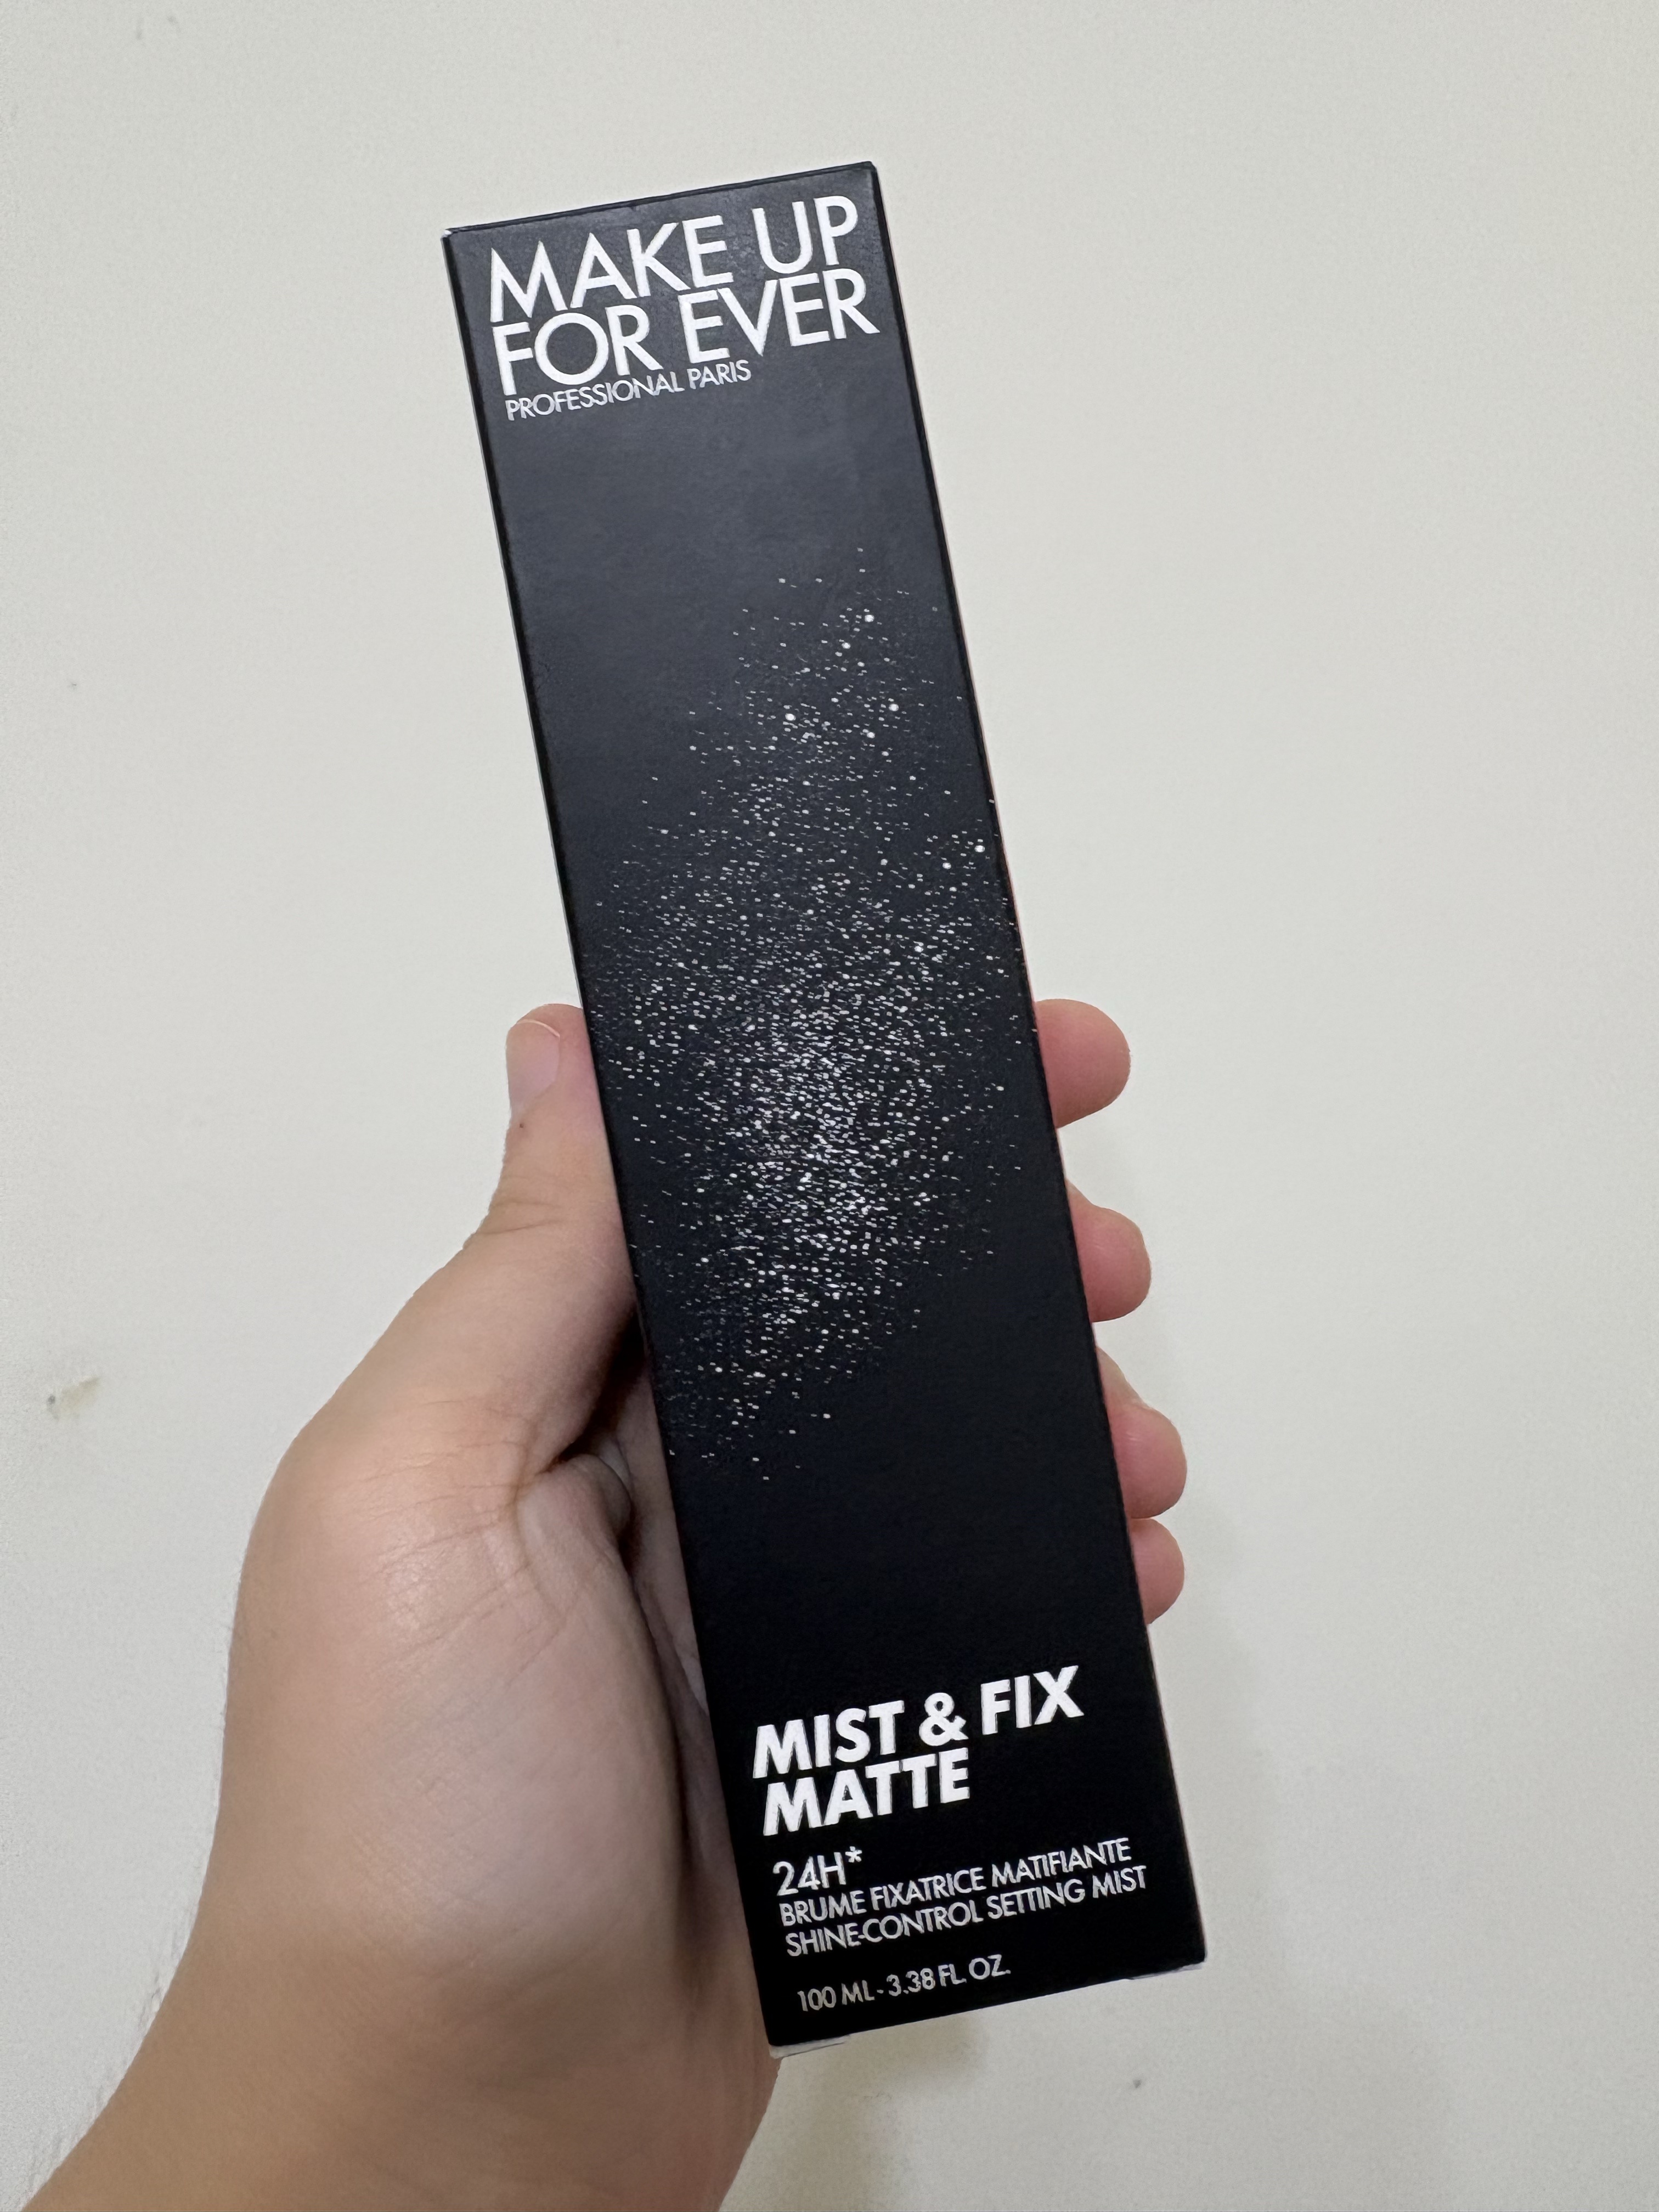 MAKE UP
FOR EVER
PROFESSIONAL PARIS
MIST & FIX
MATTE
24H*
BRUME FIXATRICE MATIFIANTE
SHINE-CONTROL SETTING MIST
100 ML - 3.38 FL. OZ.